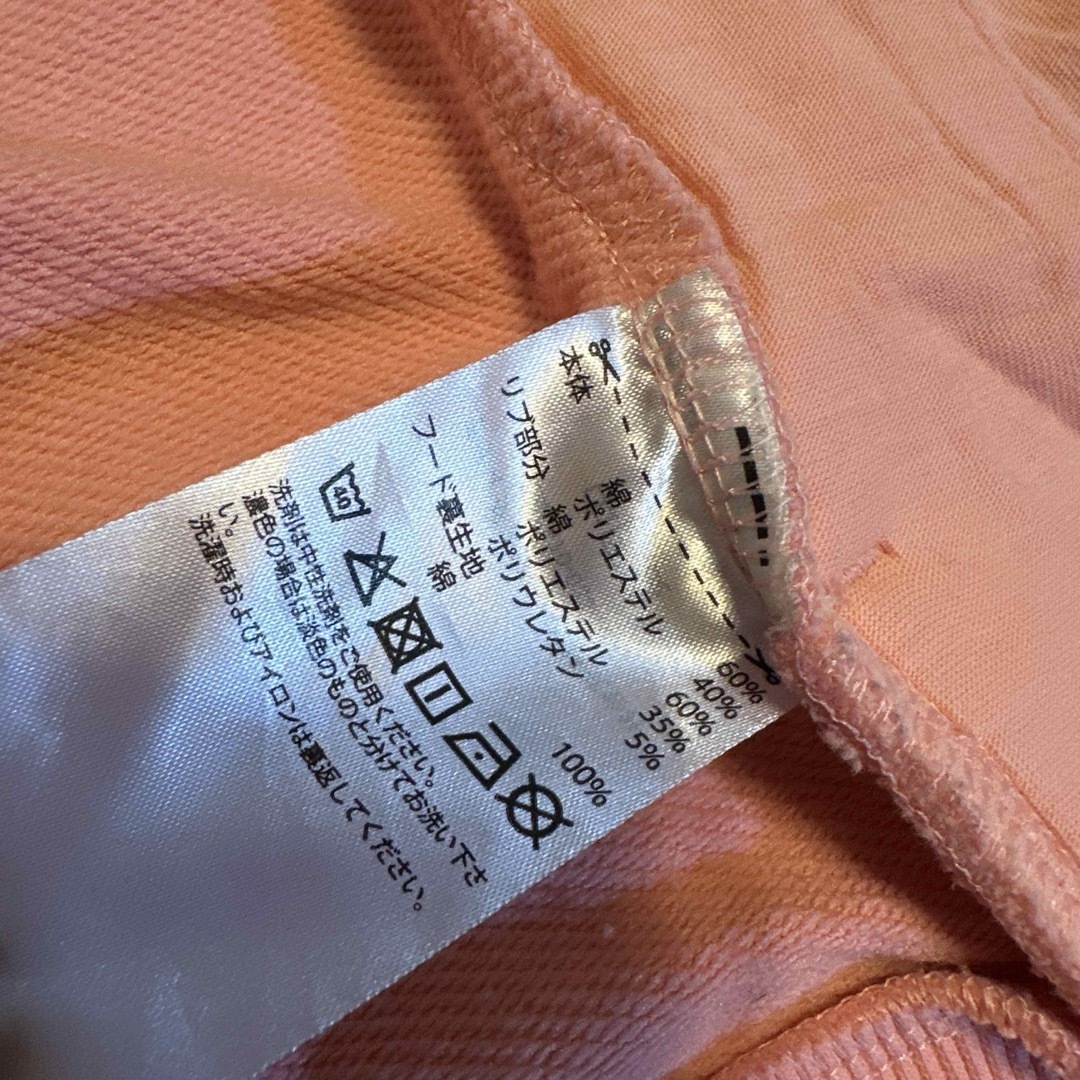 本体 綿 60%
ポリエステル 40%
リブ部分 綿 60%
ポリエステル 35%
ポリウレタン 5%
フード裏生地 綿 100%
40
洗剤は中性洗剤をご使用ください。
濃色の場合は淡色のものと分けてお洗い下さ
い。
洗濯時およびアイロンは裏返してください。